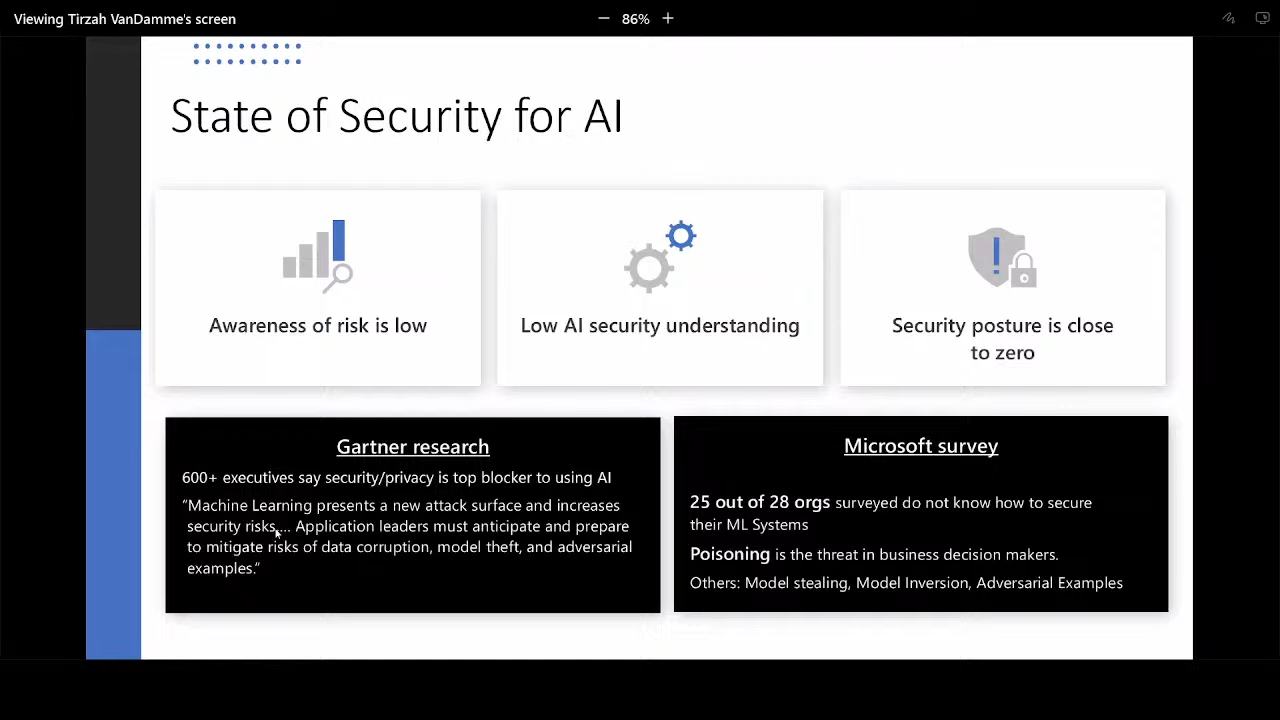 Viewing Tirzah VanDamme's screen
86%
State of Security for AI
Awareness of risk is low
Low AI security understanding
Security posture is close
to zero
Gartner research
600+ executives say security/privacy is top blocker to using AI
“Machine Learning presents a new attack surface and increases
security risks.... Application leaders must anticipate and prepare
to mitigate risks of data corruption, model theft, and adversarial
examples.”
Microsoft survey
25 out of 28 orgs surveyed do not know how to secure
their ML Systems
Poisoning is the threat in business decision makers.
Others: Model stealing, Model Inversion, Adversarial Examples